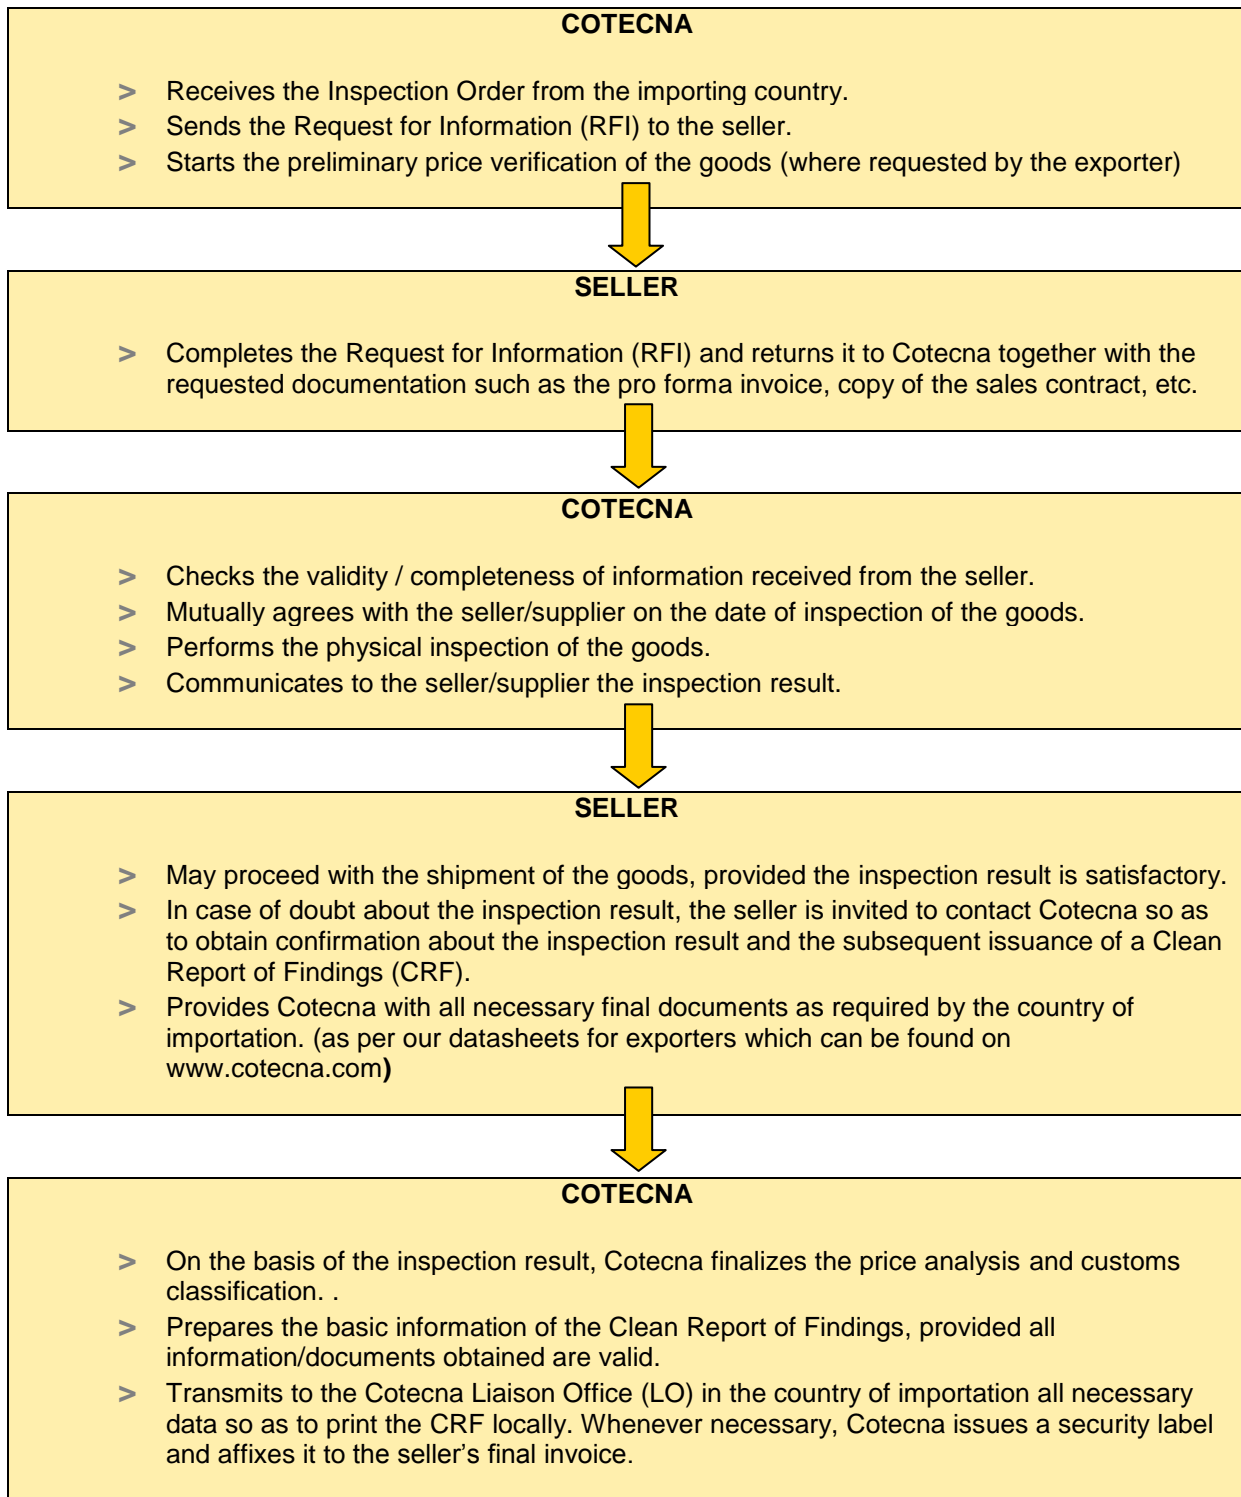 COTECNA
> Receives the Inspection Order from the importing country.
> Sends the Request for Information (RFI) to the seller.
> Starts the preliminary price verification of the goods (where requested by the exporter)
SELLER
> Completes the Request for Information (RFI) and returns it to Cotecna together with the
requested documentation such as the pro forma invoice, copy of the sales contract, etc.
COTECNA
> Checks the validity / completeness of information received from the seller.
> Mutually agrees with the seller/supplier on the date of inspection of the goods.
> Performs the physical inspection of the goods.
> Communicates to the seller/supplier the inspection result.
SELLER
> May proceed with the shipment of the goods, provided the inspection result is satisfactory.
> In case of doubt about the inspection result, the seller is invited to contact Cotecna so as
to obtain confirmation about the inspection result and the subsequent issuance of a Clean
Report of Findings (CRF).
> Provides Cotecna with all necessary final documents as required by the country of
importation. (as per our datasheets for exporters which can be found on
www.cotecna.com)
COTECNA
> On the basis of the inspection result, Cotecna finalizes the price analysis and customs
classification. .
> Prepares the basic information of the Clean Report of Findings, provided all
information/documents obtained are valid.
> Transmits to the Cotecna Liaison Office (LO) in the country of importation all necessary
data so as to print the CRF locally. Whenever necessary, Cotecna issues a security label
and affixes it to the seller's final invoice.